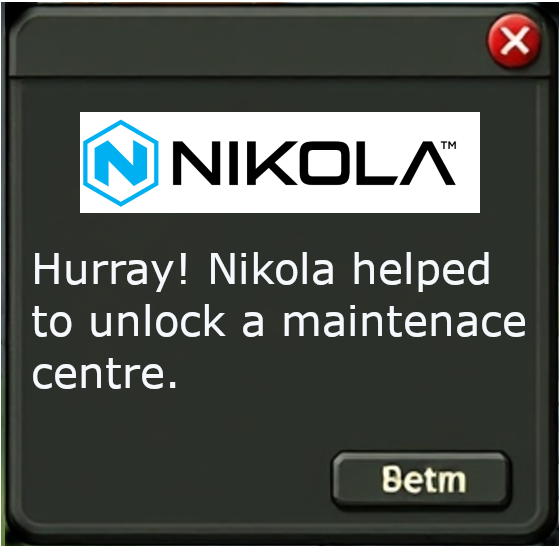 NIKOLA™
Hurray! Nikola helped
to unlock a maintenace
centre.
Betm